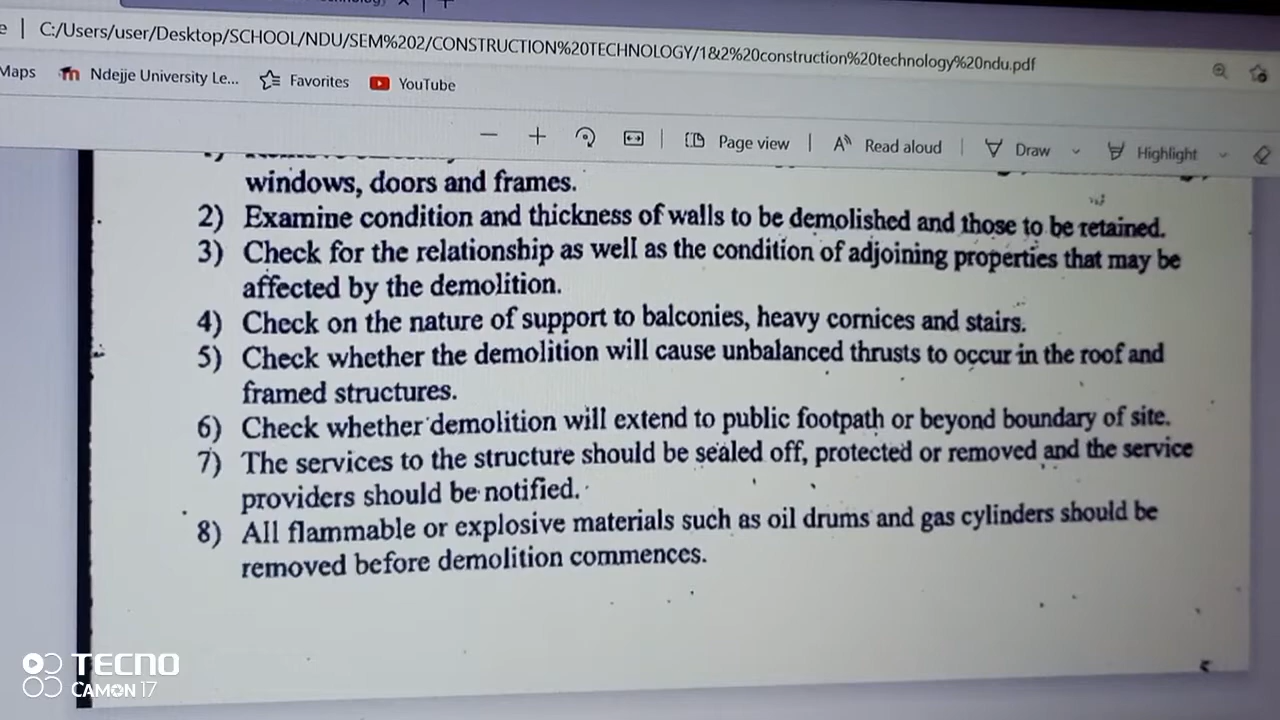 C:/Users/user/Desktop/SCHOOL/NDU/SEM%202/CONSTRUCTION%20TECHNOLOGY/1&2%20construction%20technology%20ndu.pdf
Maps Ndejje University Le... Favorites YouTube
Page view Read aloud Draw Highlight
windows, doors and frames.
2) Examine condition and thickness of walls to be demolished and those to be retained.
3) Check for the relationship as well as the condition of adjoining properties that may be
affected by the demolition.
4) Check on the nature of support to balconies, heavy cornices and stairs.
5) Check whether the demolition will cause unbalanced thrusts to occur in the roof and
framed structures.
6) Check whether demolition will extend to public footpath or beyond boundary of site.
7) The services to the structure should be sealed off, protected or removed and the service
providers should be notified.
8) All flammable or explosive materials such as oil drums and gas cylinders should be
removed before demolition commences.
TECNO
CAMON 17